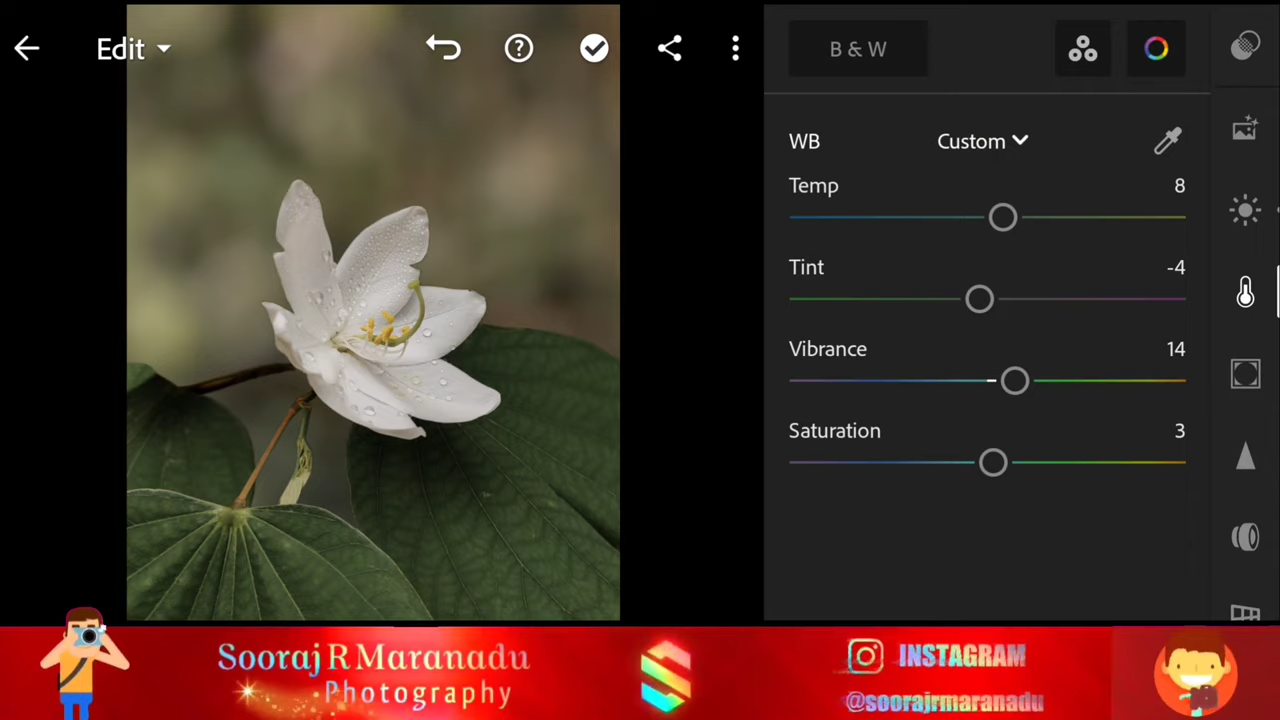 Edit
B & W
WB
Custom
Temp
8
Tint
-4
Vibrance
14
Saturation
3
Sooraj R Maranadu
Photography
INSTAGRAM
@soorajrmaranadu